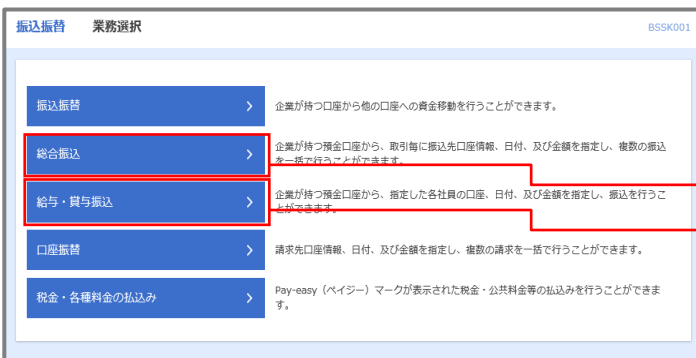 振込振替 業務選択 BSSK001
振込振替 企業が持つ口座から他の口座への資金移動を行うことができます。
総合振込 企業が持つ預金口座から、取引毎に振込先口座情報、日付、及び金額を指定し、複数の振込
を一括で行うことができます。
給与・賞与振込 企業が持つ預金口座から、指定した各社員の口座、日付、及び金額を指定し、振込を行うこ
とができます。
口座振替 請求先口座情報、日付、及び金額を指定し、複数の請求を一括で行うことができます。
税金・各種料金の払込み Pay-easy（ペイジー）マークが表示された税金・公共料金等の払込みを行うことができま
す。